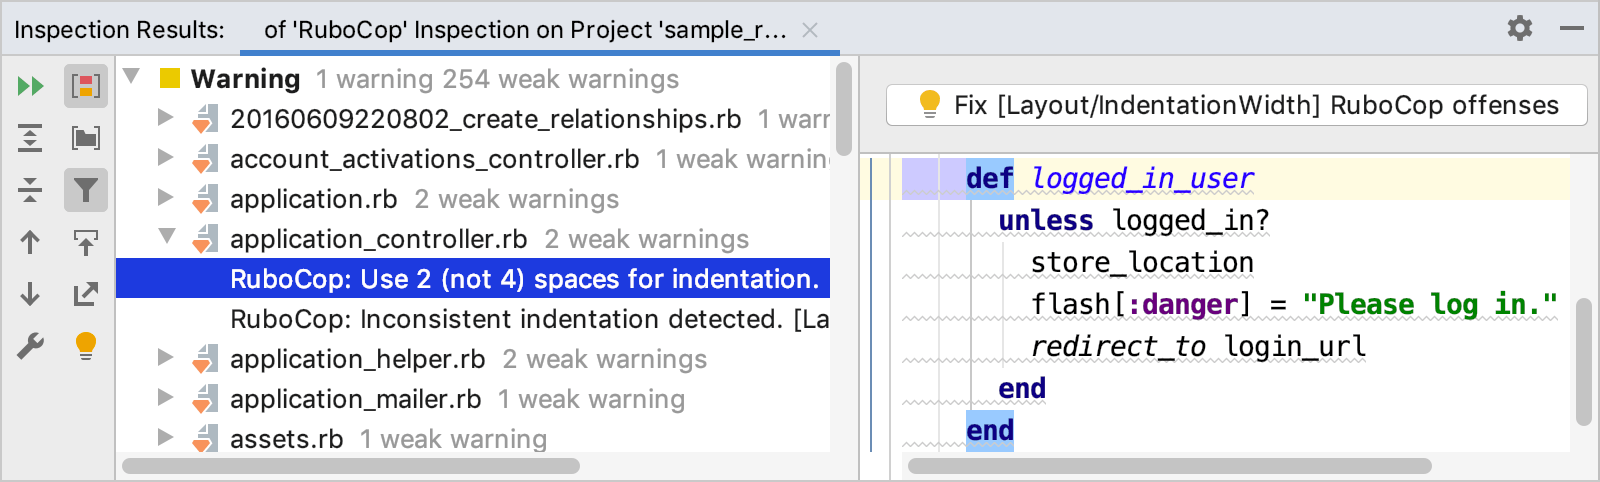 Inspection Results: of 'RuboCop' Inspection on Project 'sample_r...
Warning 1 warning 254 weak warnings
20160609220802_create_relationships.rb 1 warr
account_activations_controller.rb 1 weak warnin
application.rb 2 weak warnings
application_controller.rb 2 weak warnings
RuboCop: Use 2 (not 4) spaces for indentation.
RuboCop: Inconsistent indentation detected. [La
application_helper.rb 2 weak warnings
application_mailer.rb 1 weak warning
assets.rb 1 weak warning
Fix [Layout/IndentationWidth] RuboCop offenses
def logged_in_user
unless logged_in?
store_location
flash[:danger] = "Please log in."
redirect_to login_url
end
end